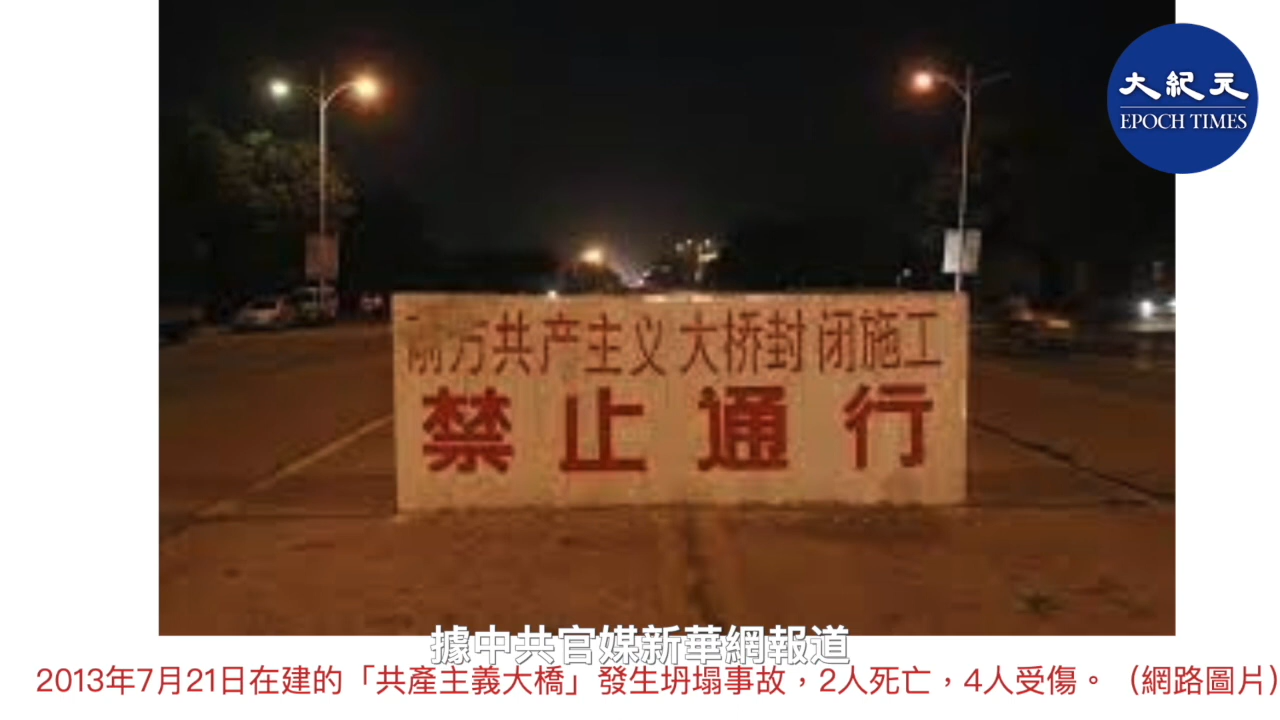 大紀元
EPOCH TIMES
前方共产主义大桥封闭施工
禁止通行
據中共官媒新華網報道
2013年7月21日在建的「共產主義大橋」發生坍塌事故，2人死亡，4人受傷。（網路圖片）